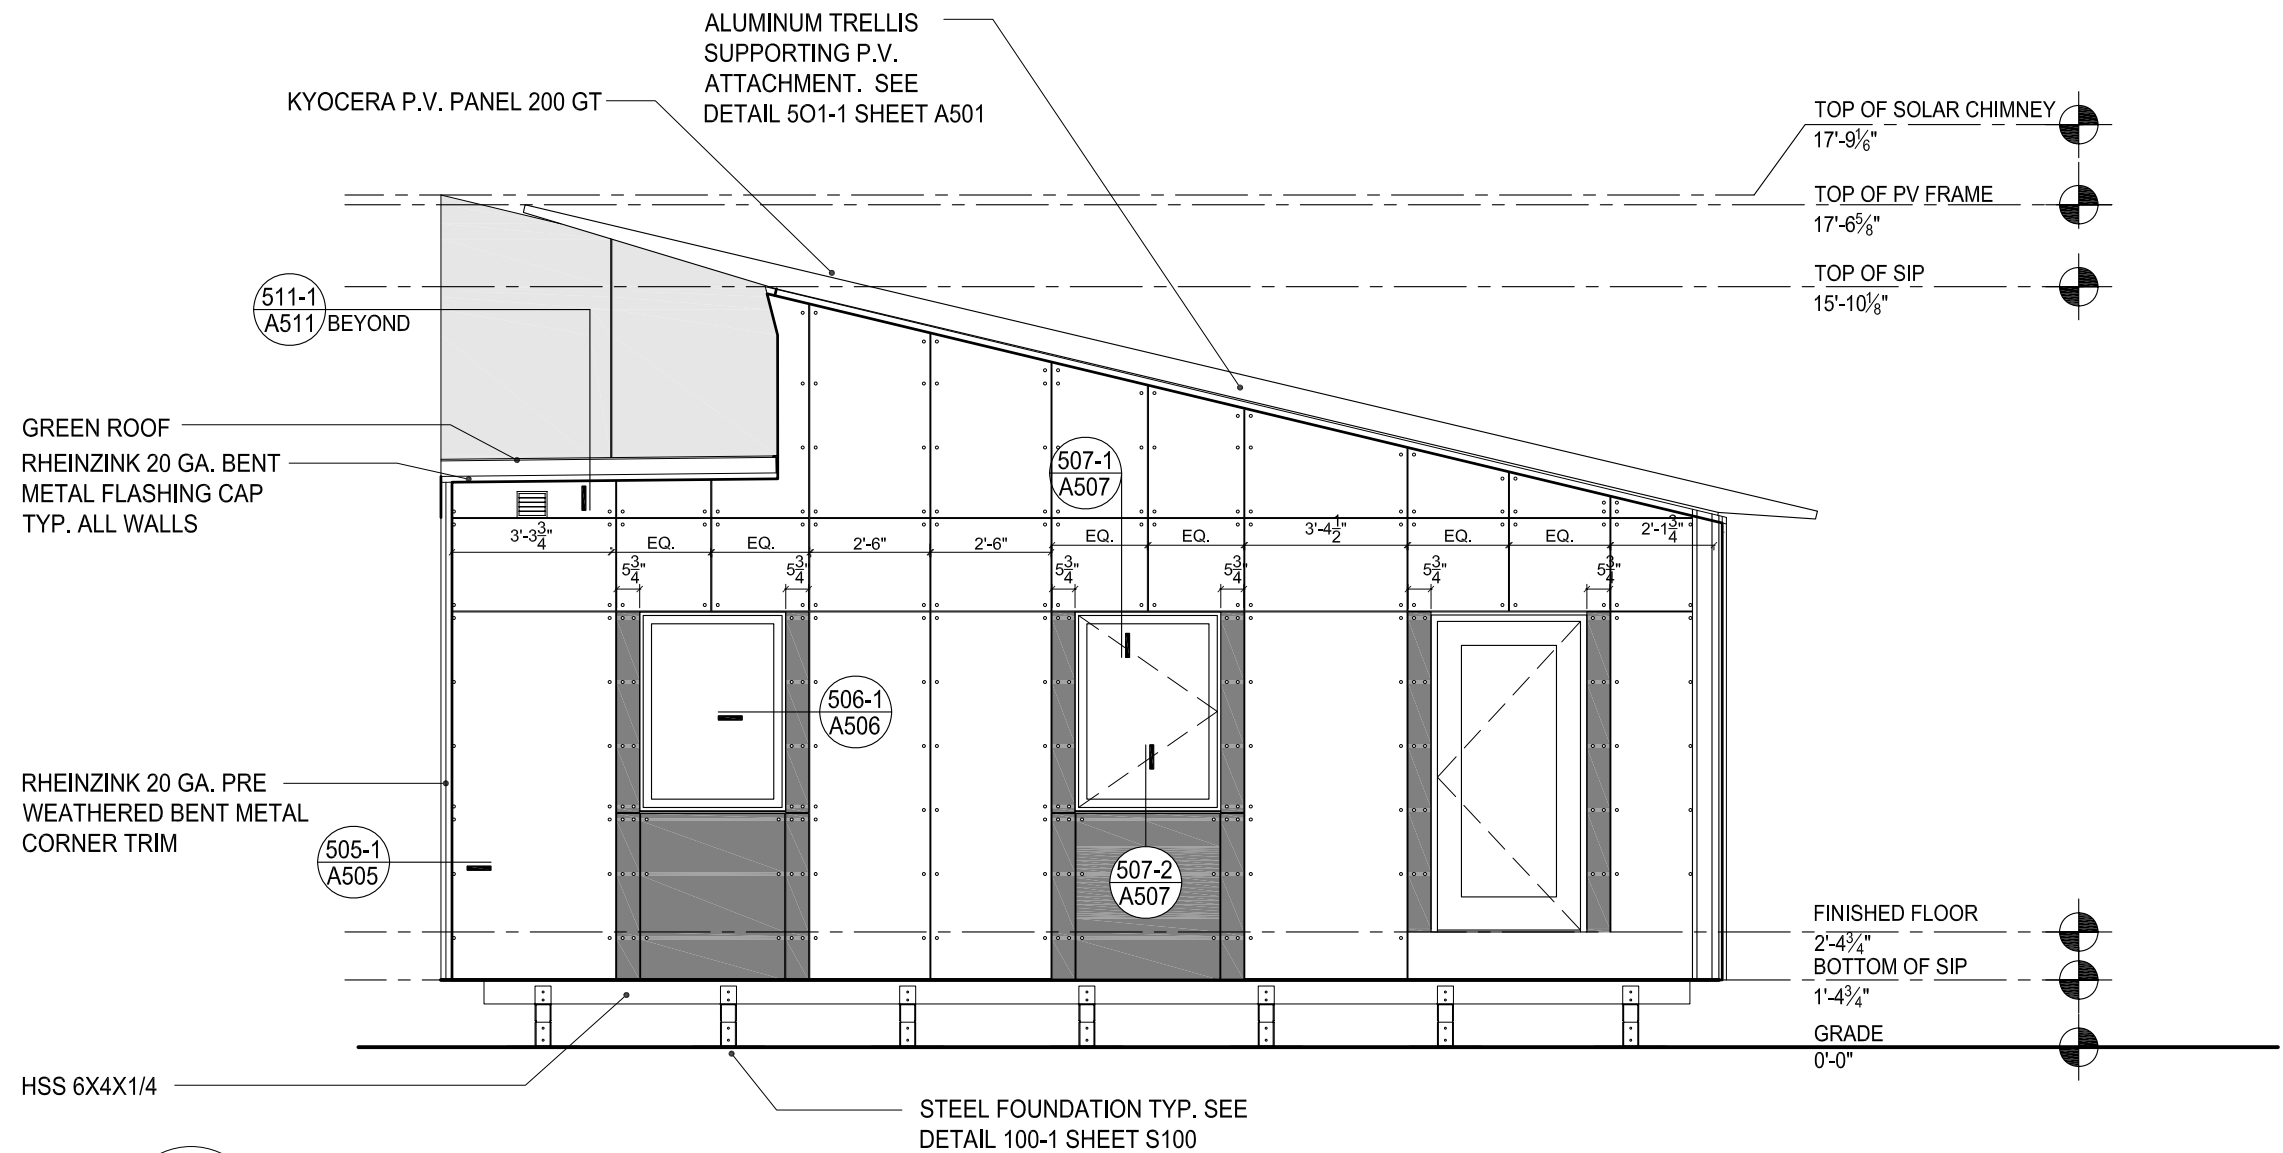 ALUMINUM TRELLIS
SUPPORTING P.V.
ATTACHMENT. SEE
DETAIL 5O1-1 SHEET A501
KYOCERA P.V. PANEL 200 GT
TOP OF SOLAR CHIMNEY
17'-9⅙"
TOP OF PV FRAME
17'-6⅝"
TOP OF SIP
15'-10⅛"
511-1
A511
BEYOND
GREEN ROOF
RHEINZINK 20 GA. BENT
METAL FLASHING CAP
TYP. ALL WALLS
507-1
A507
3'-3¾"
EQ.
EQ.
2'-6"
2'-6"
EQ.
EQ.
3'-4½"
EQ.
EQ.
2'-1¾"
5¾"
5¾"
5¾"
5¾"
5¾"
5¾"
506-1
A506
RHEINZINK 20 GA. PRE
WEATHERED BENT METAL
CORNER TRIM
505-1
A505
507-2
A507
FINISHED FLOOR
2'-4¾"
BOTTOM OF SIP
1'-4¾"
GRADE
0'-0"
HSS 6X4X1/4
STEEL FOUNDATION TYP. SEE
DETAIL 100-1 SHEET S100